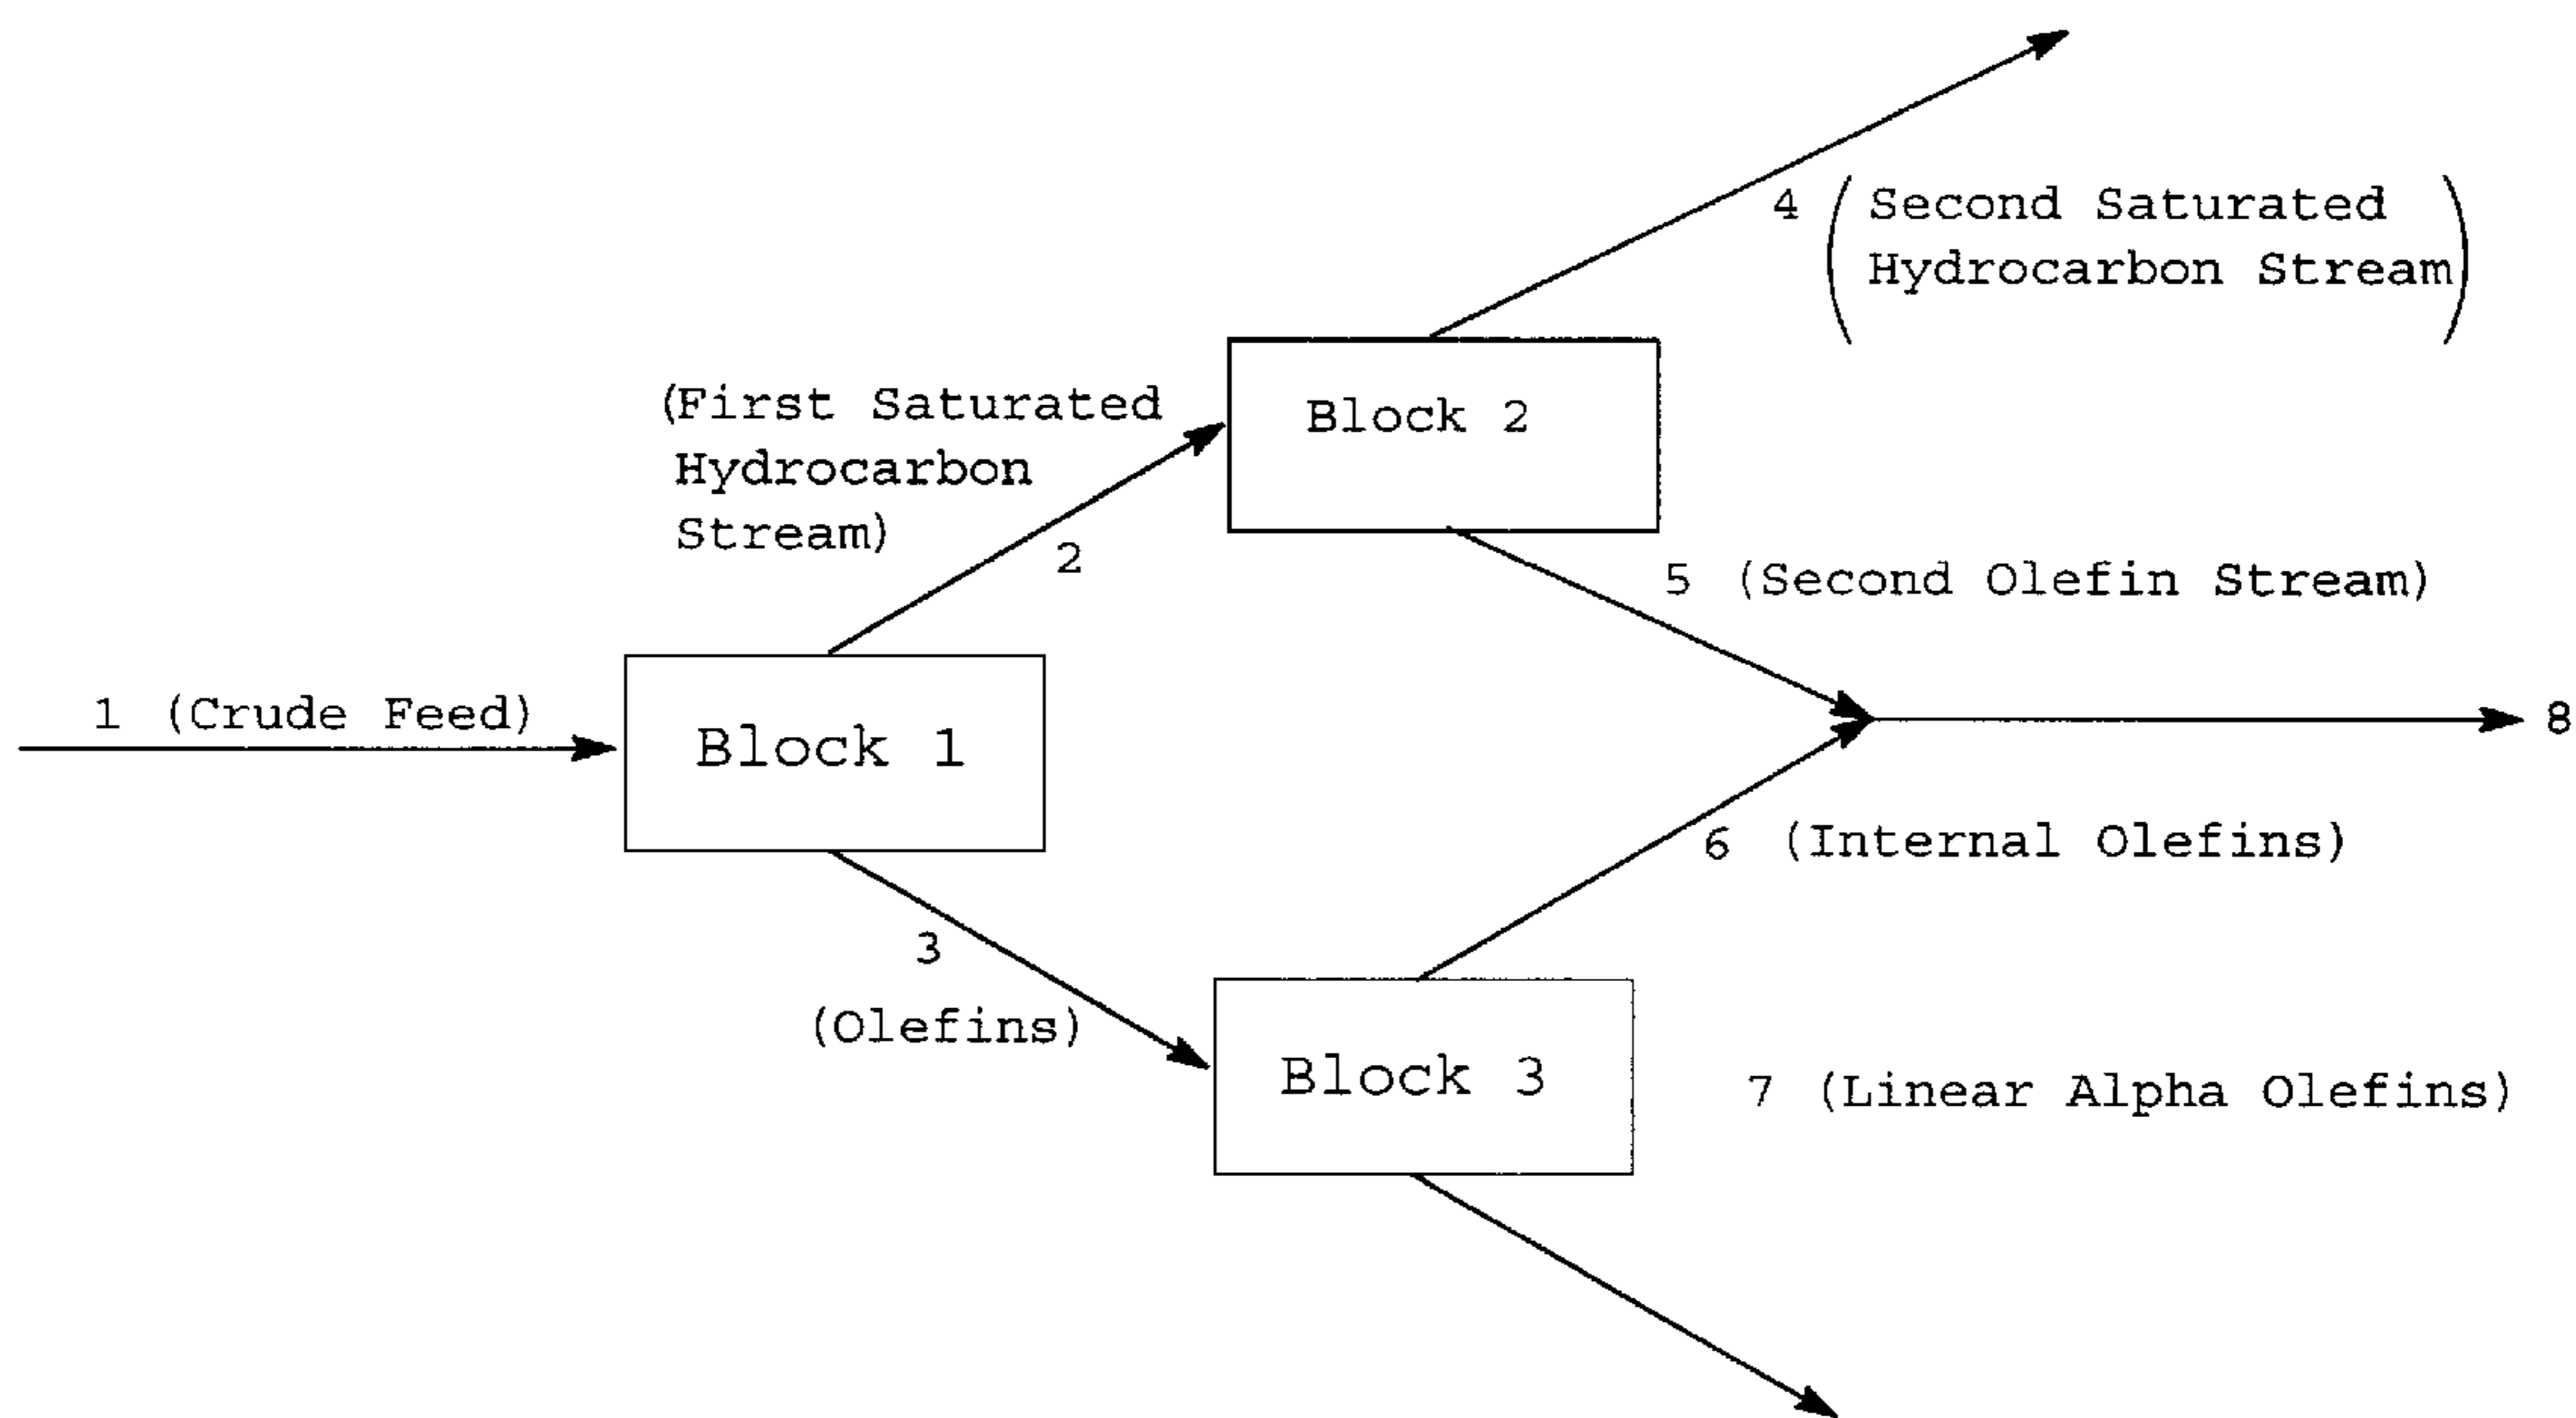 4 (Second Saturated
Hydrocarbon Stream)
(First Saturated
Hydrocarbon
Stream)
2
Block 2
5 (Second Olefin Stream)
1 (Crude Feed)
Block 1
8
6 (Internal Olefins)
3
(Olefins)
Block 3
7 (Linear Alpha Olefins)